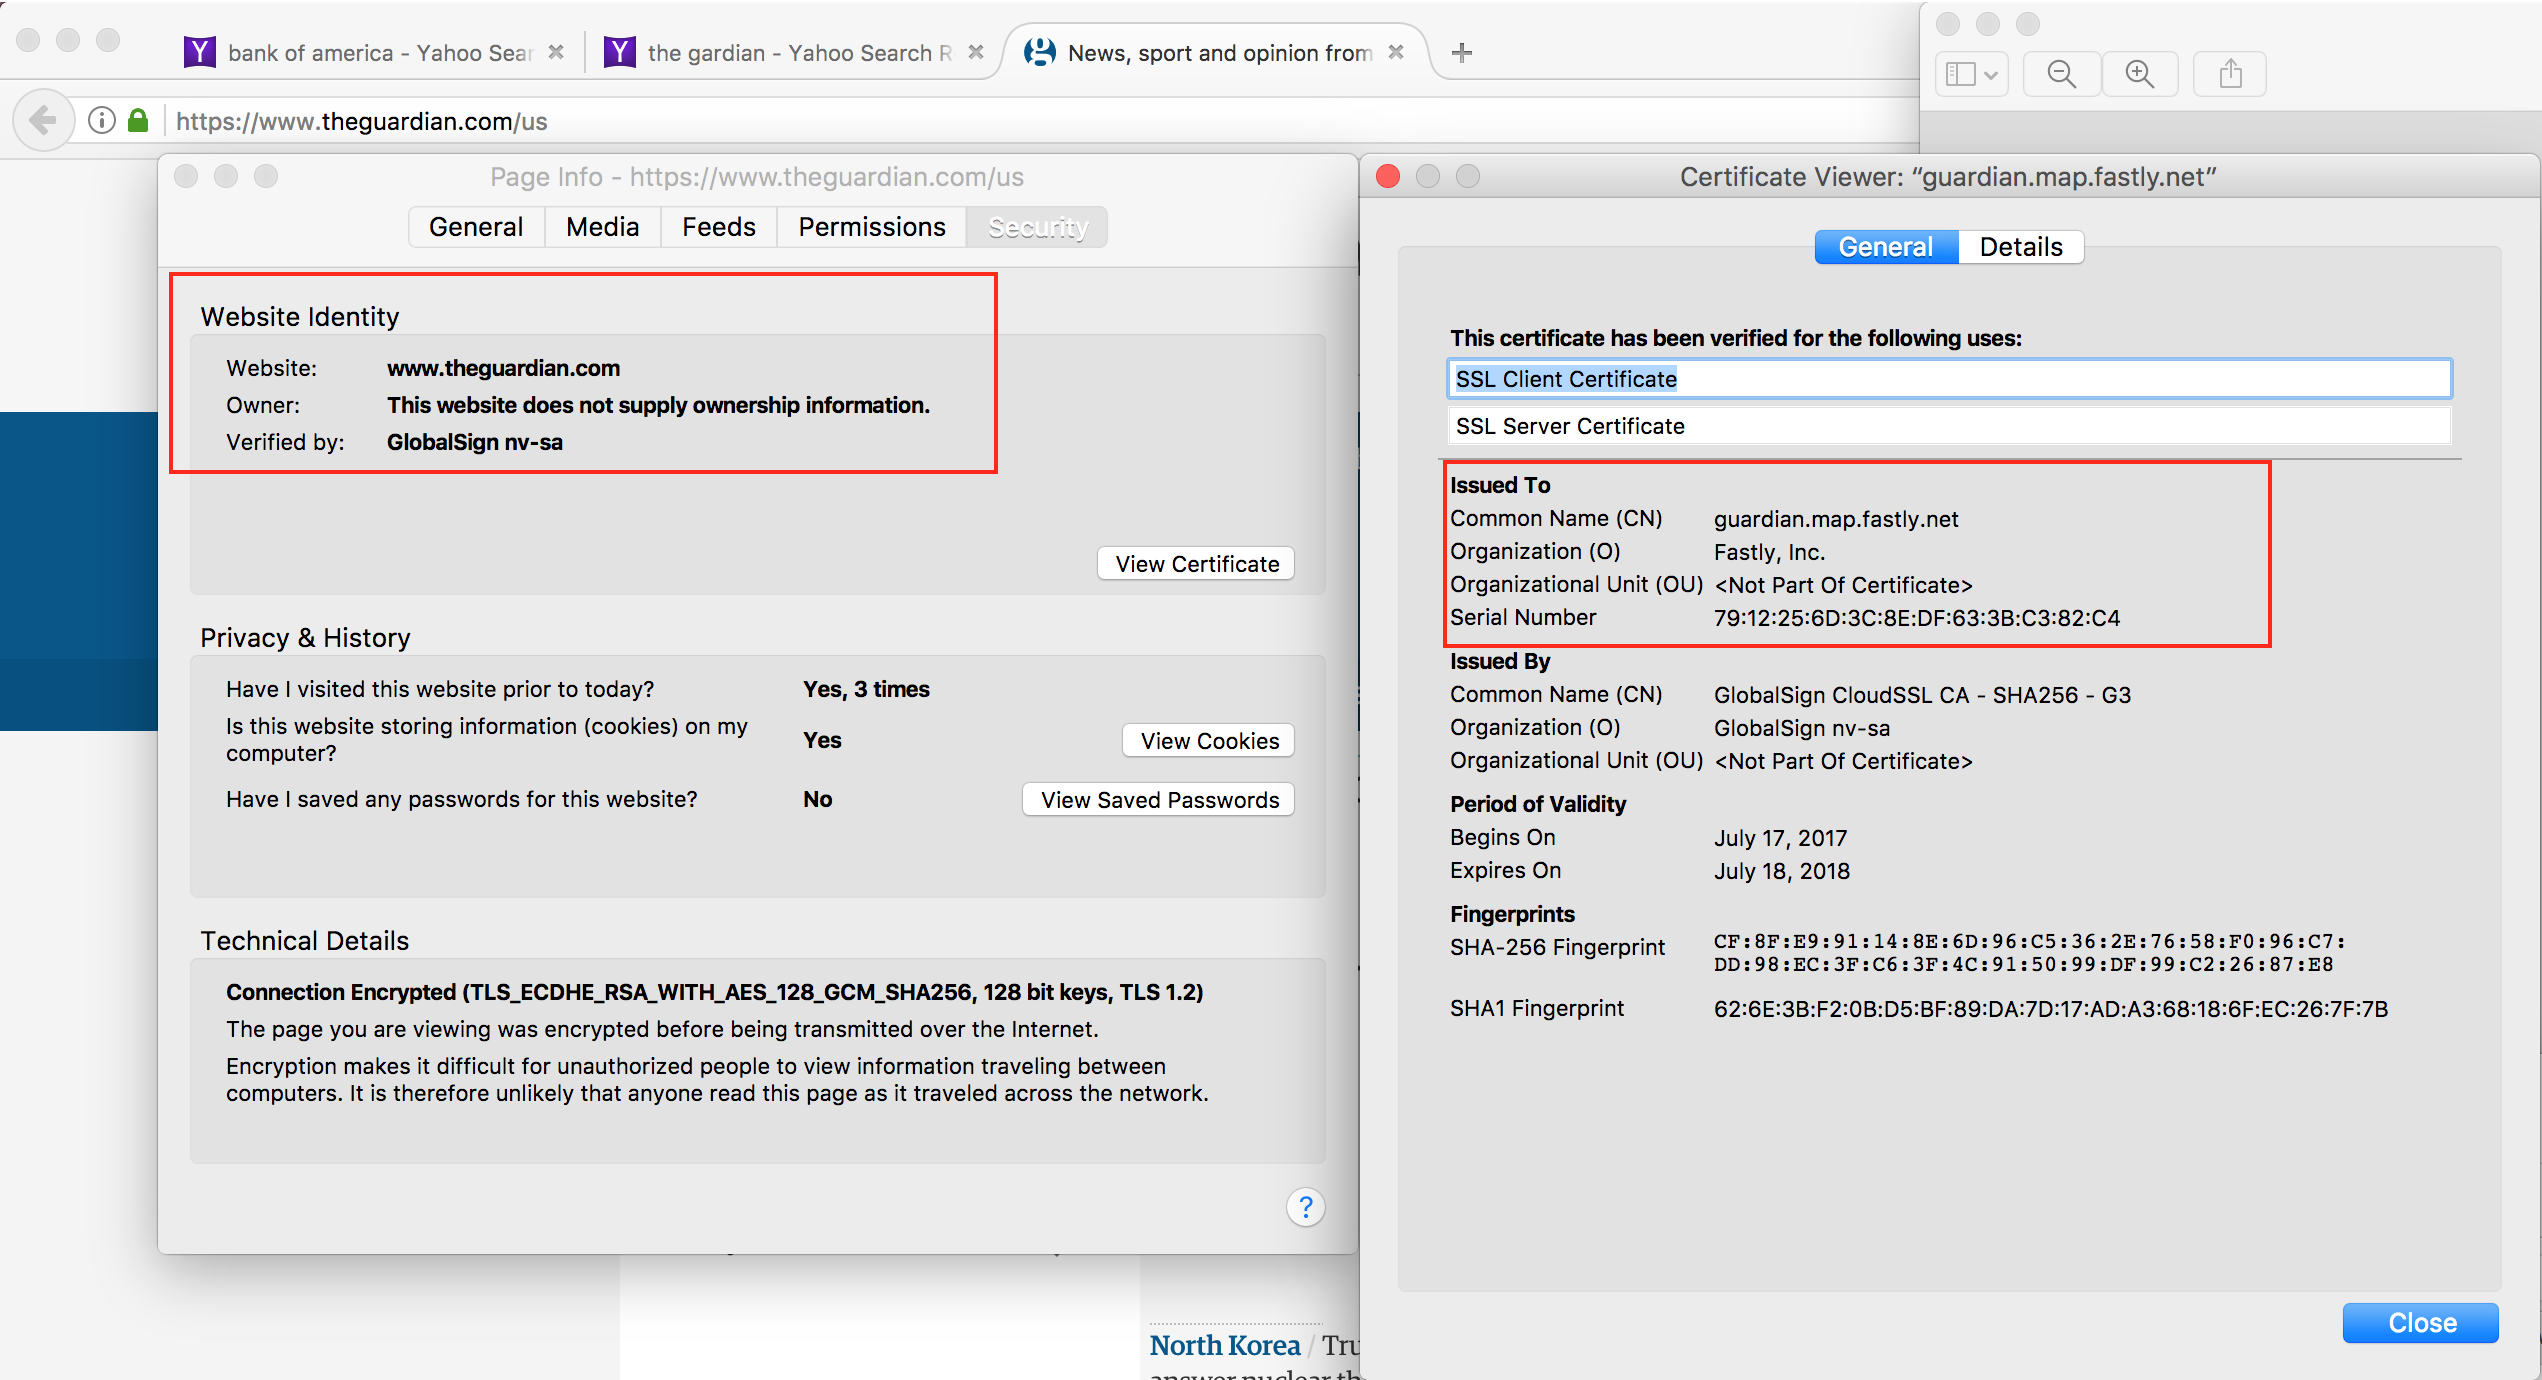 bank of america - Yahoo Sear
the gardian - Yahoo Search R
News, sport and opinion from
https://www.theguardian.com/us
Page Info - https://www.theguardian.com/us
General
Media
Feeds
Permissions
Security
Website Identity
Website: www.theguardian.com
Owner: This website does not supply ownership information.
Verified by: GlobalSign nv-sa
View Certificate
Privacy & History
Have I visited this website prior to today? Yes, 3 times
Is this website storing information (cookies) on my
computer?
Yes
View Cookies
Have I saved any passwords for this website? No
View Saved Passwords
Technical Details
Connection Encrypted (TLS_ECDHE_RSA_WITH_AES_128_GCM_SHA256, 128 bit keys, TLS 1.2)
The page you are viewing was encrypted before being transmitted over the Internet.
Encryption makes it difficult for unauthorized people to view information traveling between
computers. It is therefore unlikely that anyone read this page as it traveled across the network.
?
Certificate Viewer: “guardian.map.fastly.net”
General
Details
This certificate has been verified for the following uses:
SSL Client Certificate
SSL Server Certificate
Issued To
Common Name (CN) guardian.map.fastly.net
Organization (O) Fastly, Inc.
Organizational Unit (OU) <Not Part Of Certificate>
Serial Number 79:12:25:6D:3C:8E:DF:63:3B:C3:82:C4
Issued By
Common Name (CN) GlobalSign CloudSSL CA - SHA256 - G3
Organization (O) GlobalSign nv-sa
Organizational Unit (OU) <Not Part Of Certificate>
Period of Validity
Begins On July 17, 2017
Expires On July 18, 2018
Fingerprints
SHA-256 Fingerprint CF:8F:E9:91:14:8E:6D:96:C5:36:2E:76:58:F0:96:C7:
DD:98:EC:3F:C6:3F:4C:91:50:99:DF:99:C2:26:87:E8
SHA1 Fingerprint 62:6E:3B:F2:0B:D5:BF:89:DA:7D:17:AD:A3:68:18:6F:EC:26:7F:7B
Close
North Korea / Tru
answer nuclear th